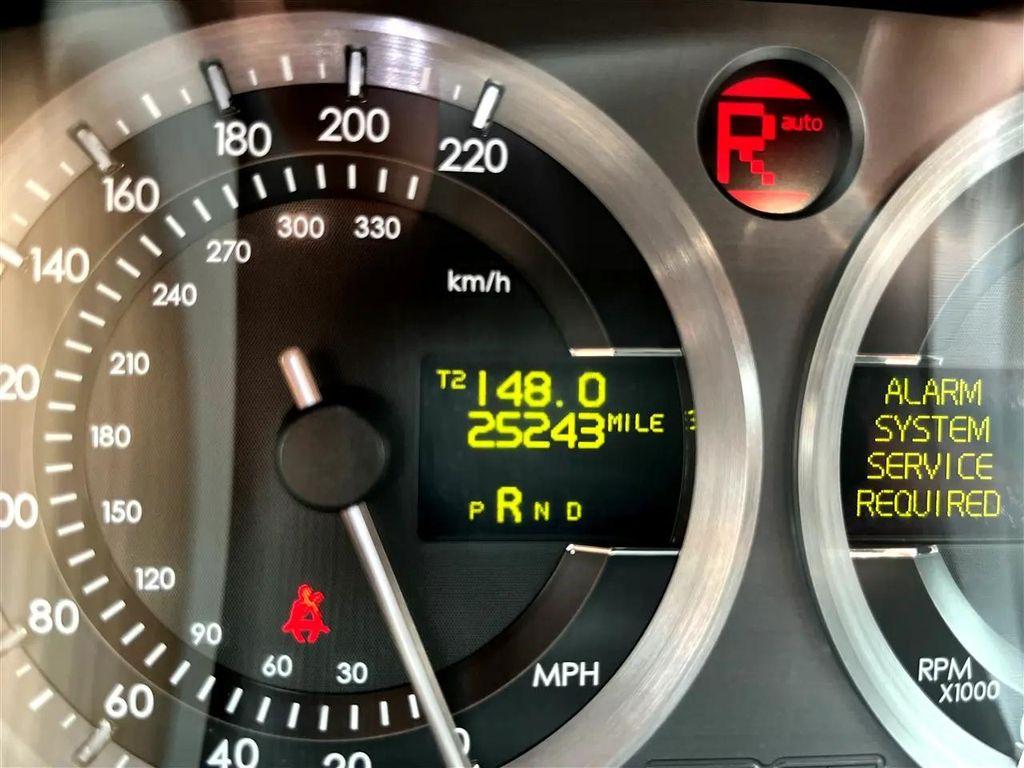 220
200
180
160
140
20
00
80
60
40
20
0
330
300
270
240
210
180
150
120
90
60
30
km/h
T2 148.0
25243 MILE
P R N D
MPH
R auto
ALARM
SYSTEM
SERVICE
REQUIRED
RPM
X1000